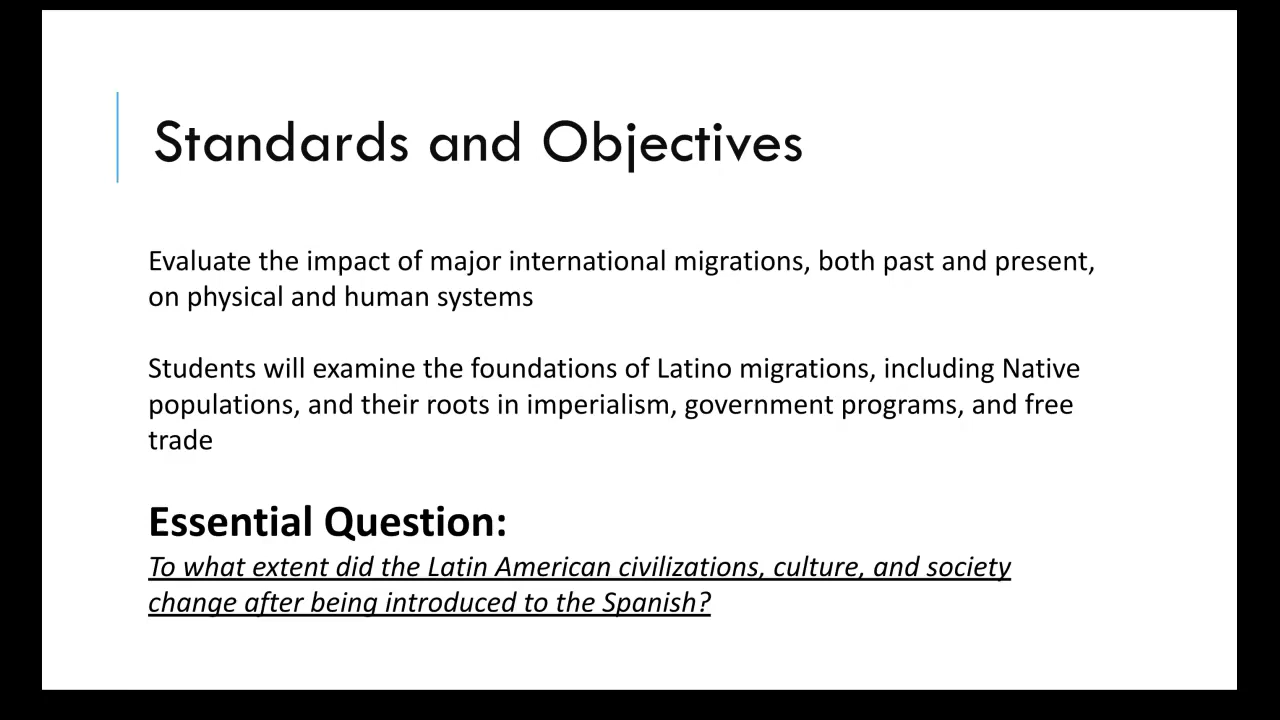 Standards and Objectives
Evaluate the impact of major international migrations, both past and present,
on physical and human systems
Students will examine the foundations of Latino migrations, including Native
populations, and their roots in imperialism, government programs, and free
trade
Essential Question:
To what extent did the Latin American civilizations, culture, and society
change after being introduced to the Spanish?